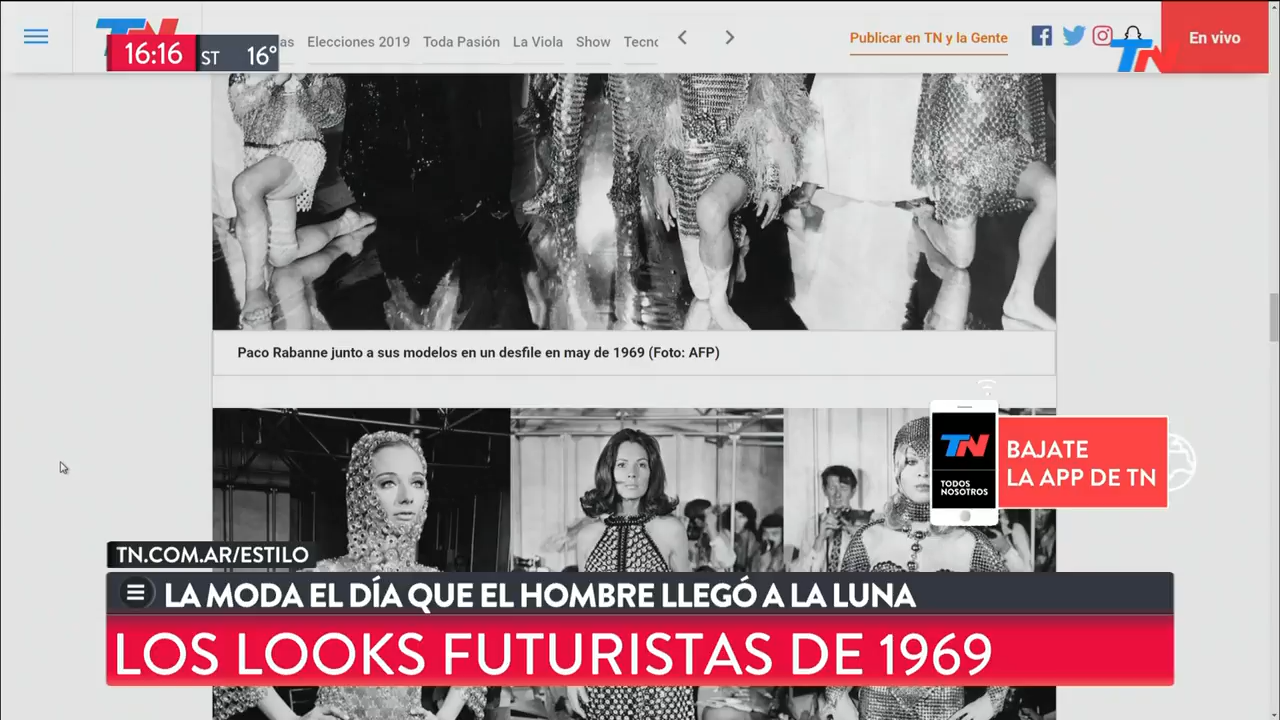 TN
16:16 ST 16°
as Elecciones 2019 Toda Pasión La Viola Show Tecno
Publicar en TN y la Gente
TN
En vivo
Paco Rabanne junto a sus modelos en un desfile en may de 1969 (Foto: AFP)
TN
TODOS
NOSOTROS
BAJATE
LA APP DE TN
TN.COM.AR/ESTILO
LA MODA EL DÍA QUE EL HOMBRE LLEGÓ A LA LUNA
LOS LOOKS FUTURISTAS DE 1969